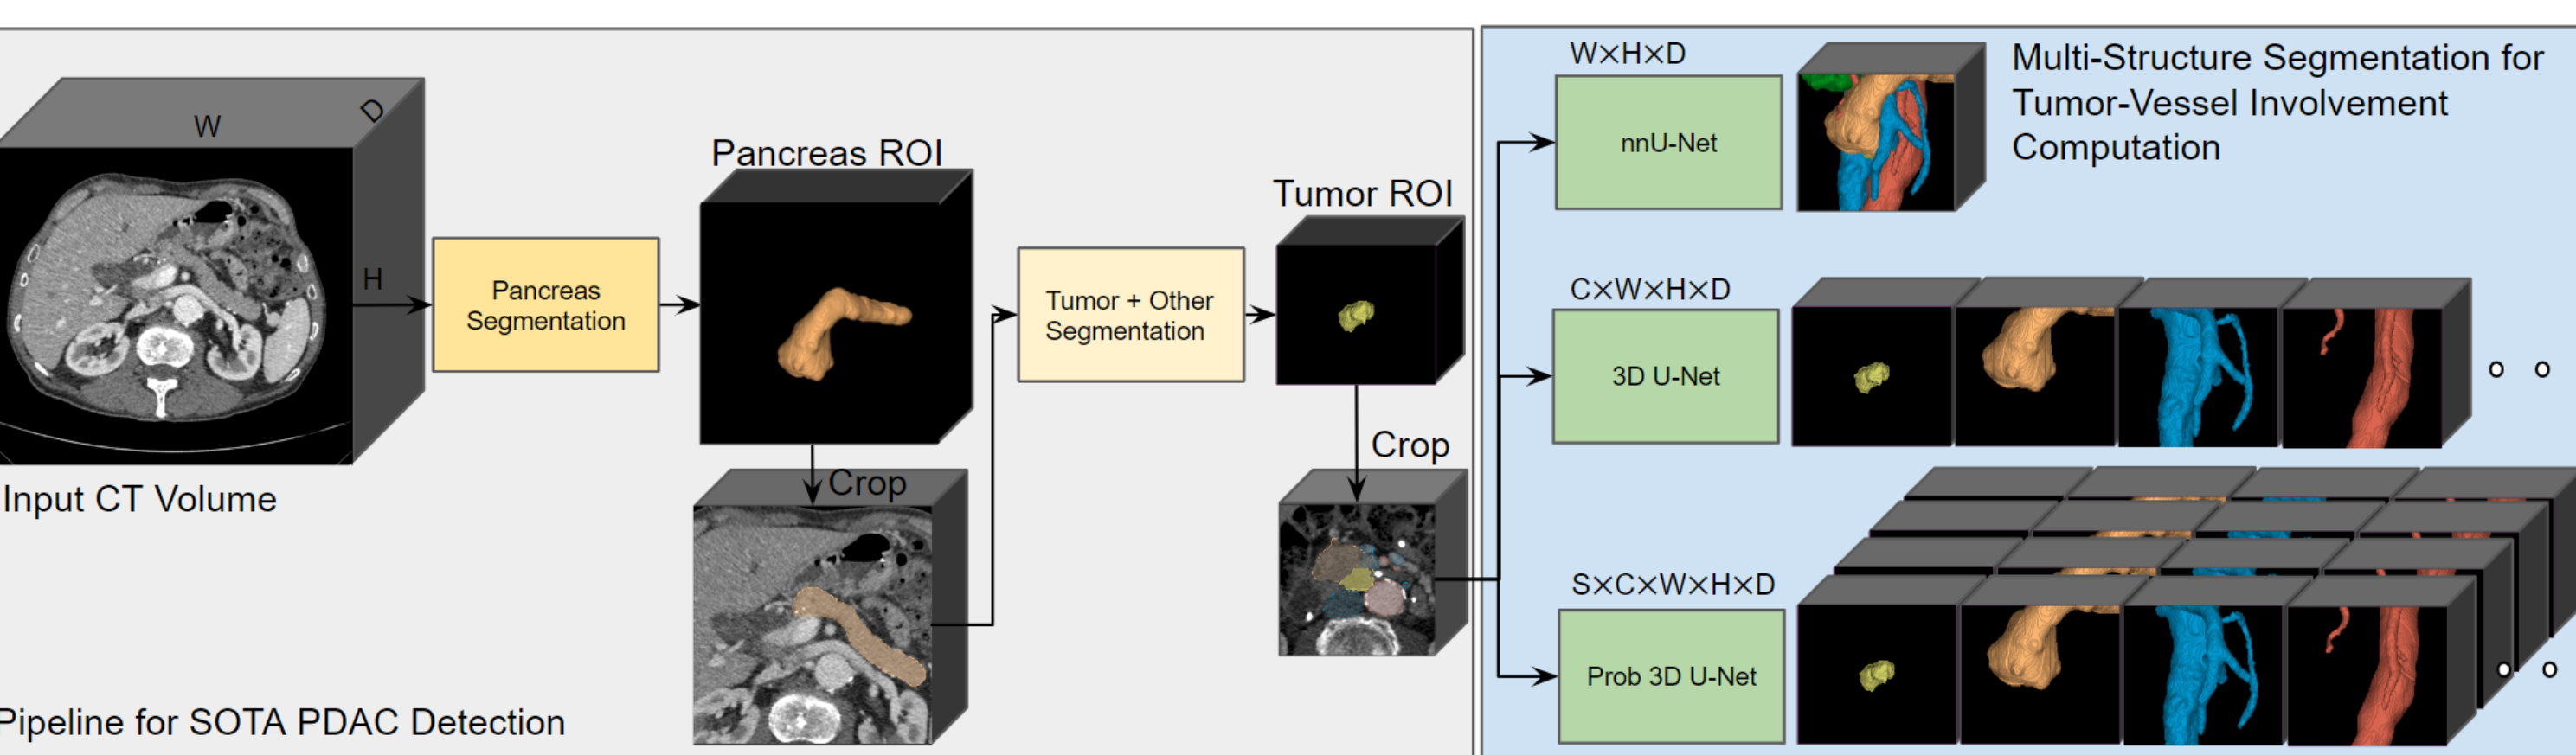 W
D
H
Input CT Volume
Pancreas
Segmentation
Pancreas ROI
Crop
Tumor + Other
Segmentation
Tumor ROI
Crop
Pipeline for SOTA PDAC Detection
W×H×D
nnU-Net
Multi-Structure Segmentation for
Tumor-Vessel Involvement
Computation
C×W×H×D
3D U-Net
S×C×W×H×D
Prob 3D U-Net